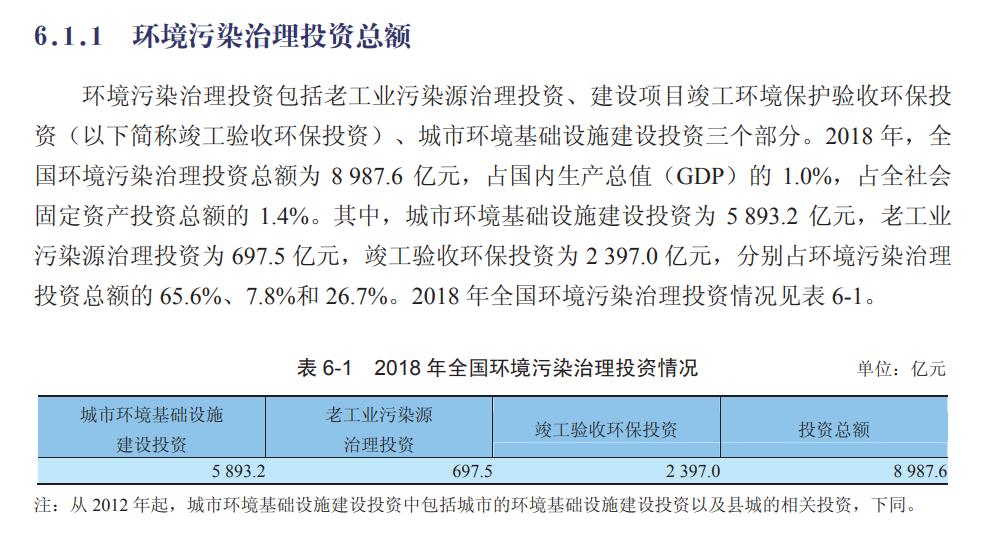 6.1.1 环境污染治理投资总额
环境污染治理投资包括老工业污染源治理投资、建设项目竣工环境保护验收环保投
资（以下简称竣工验收环保投资）、城市环境基础设施建设投资三个部分。2018 年，全
国环境污染治理投资总额为 8 987.6 亿元，占国内生产总值（GDP）的 1.0%，占全社会
固定资产投资总额的 1.4%。其中，城市环境基础设施建设投资为 5 893.2 亿元，老工业
污染源治理投资为 697.5 亿元，竣工验收环保投资为 2 397.0 亿元，分别占环境污染治理
投资总额的 65.6%、7.8%和 26.7%。2018 年全国环境污染治理投资情况见表 6-1。
表 6-1 2018 年全国环境污染治理投资情况 单位：亿元
城市环境基础设施
建设投资
老工业污染源
治理投资
竣工验收环保投资
投资总额
5 893.2 697.5 2 397.0 8 987.6
注：从 2012 年起，城市环境基础设施建设投资中包括城市的环境基础设施建设投资以及县城的相关投资，下同。